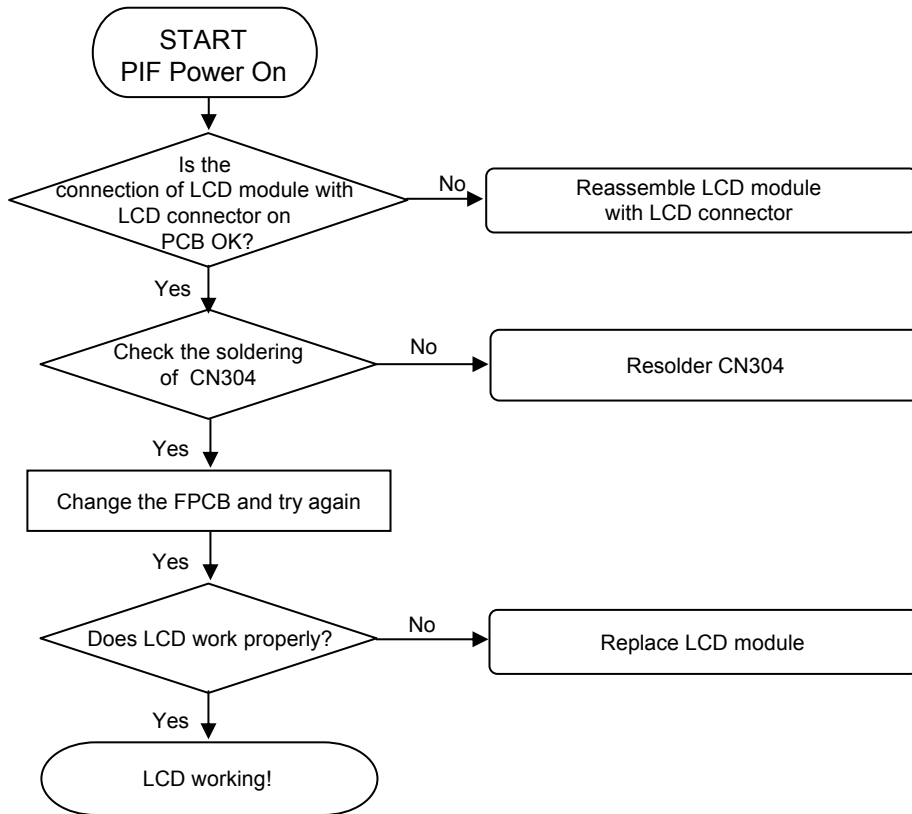 START
PIF Power On
Is the
connection of LCD module with
LCD connector on
PCB OK?
No
Reassemble LCD module
with LCD connector
Yes
Check the soldering
of CN304
No
Resolder CN304
Yes
Change the FPCB and try again
Yes
Does LCD work properly?
No
Replace LCD module
Yes
LCD working!